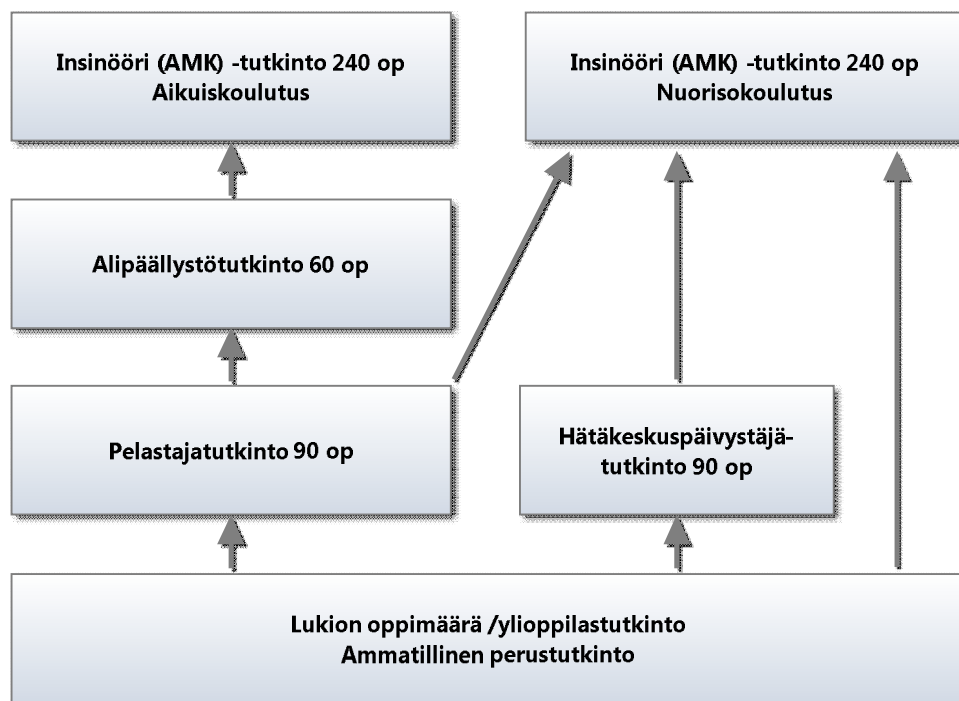 Insinööri (AMK) -tutkinto 240 op
Aikuiskoulutus
Insinööri (AMK) -tutkinto 240 op
Nuorisokoulutus
Alipäällystötutkinto 60 op
Pelastajatutkinto 90 op
Hätäkeskuspäivystäjä-
tutkinto 90 op
Lukion oppimäärä /ylioppilastutkinto
Ammatillinen perustutkinto